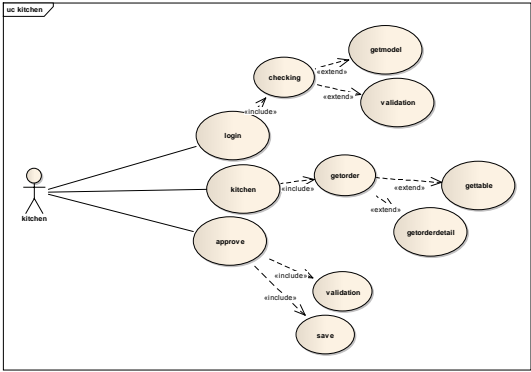 uc kitchen
getmodel
checking
«extend»
«extend»
validation
«include»
login
getorder
kitchen
«include»
«extend»
gettable
kitchen
«extend»
getorderdetail
approve
«include»
validation
«include»
save